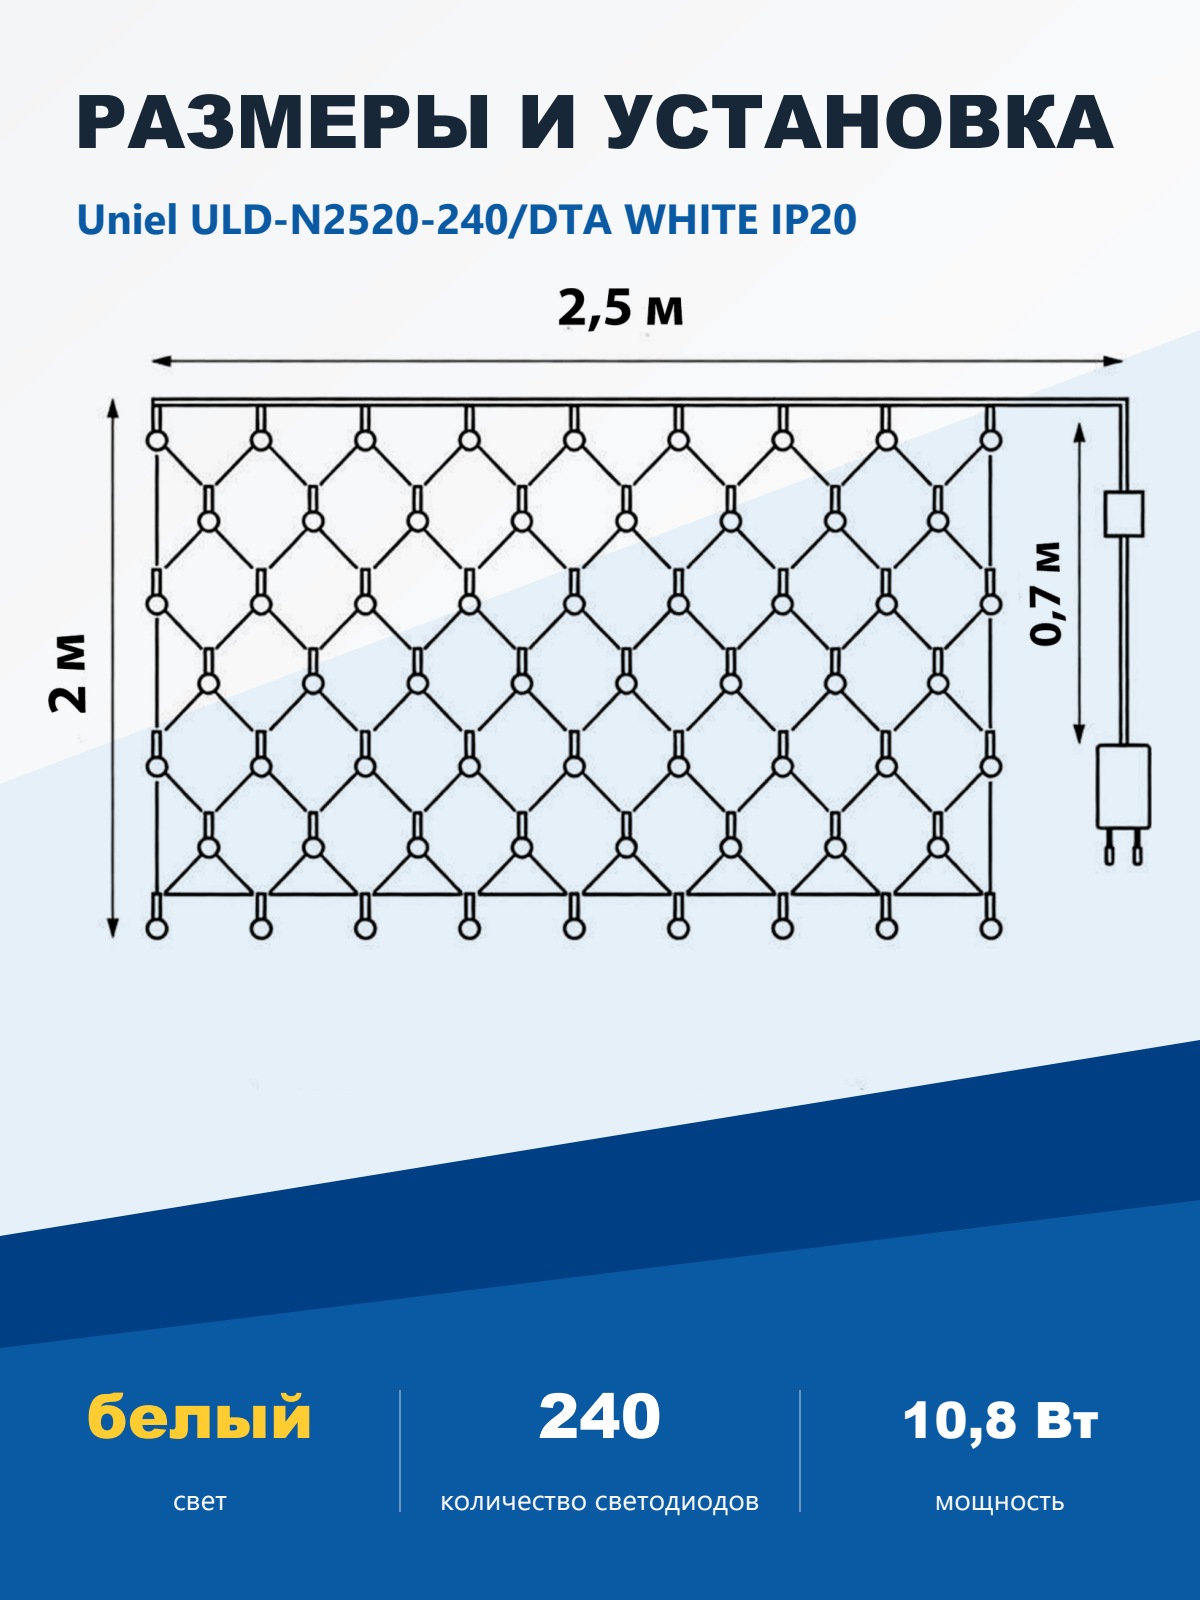 РАЗМЕРЫ И УСТАНОВКА
Uniel ULD-N2520-240/DTA WHITE IP20
2,5 м
2 м
0,7 м
белый
240
10,8 Вт
свет
количество светодиодов
мощность